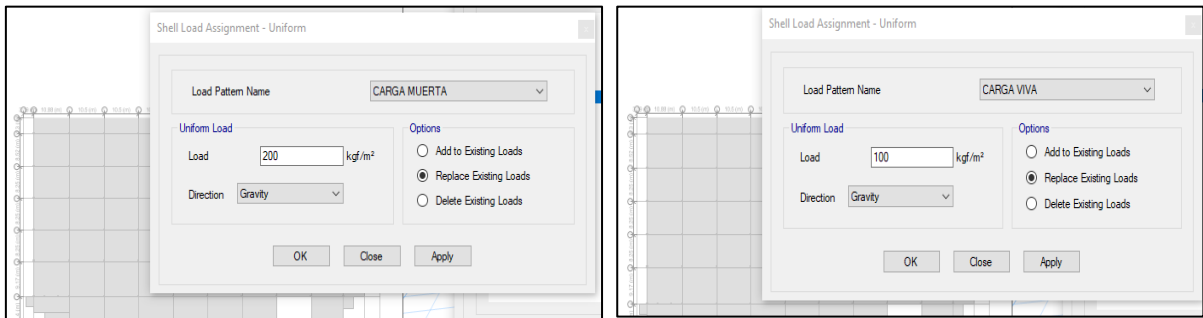 Shell Load Assignment - Uniform
Load Pattern Name
CARGA MUERTA
Uniform Load
Load
200
kgf/m²
Direction
Gravity
Options
Add to Existing Loads
Replace Existing Loads
Delete Existing Loads
OK
Close
Apply
Shell Load Assignment - Uniform
Load Pattern Name
CARGA VIVA
Uniform Load
Load
100
kgf/m²
Direction
Gravity
Options
Add to Existing Loads
Replace Existing Loads
Delete Existing Loads
OK
Close
Apply